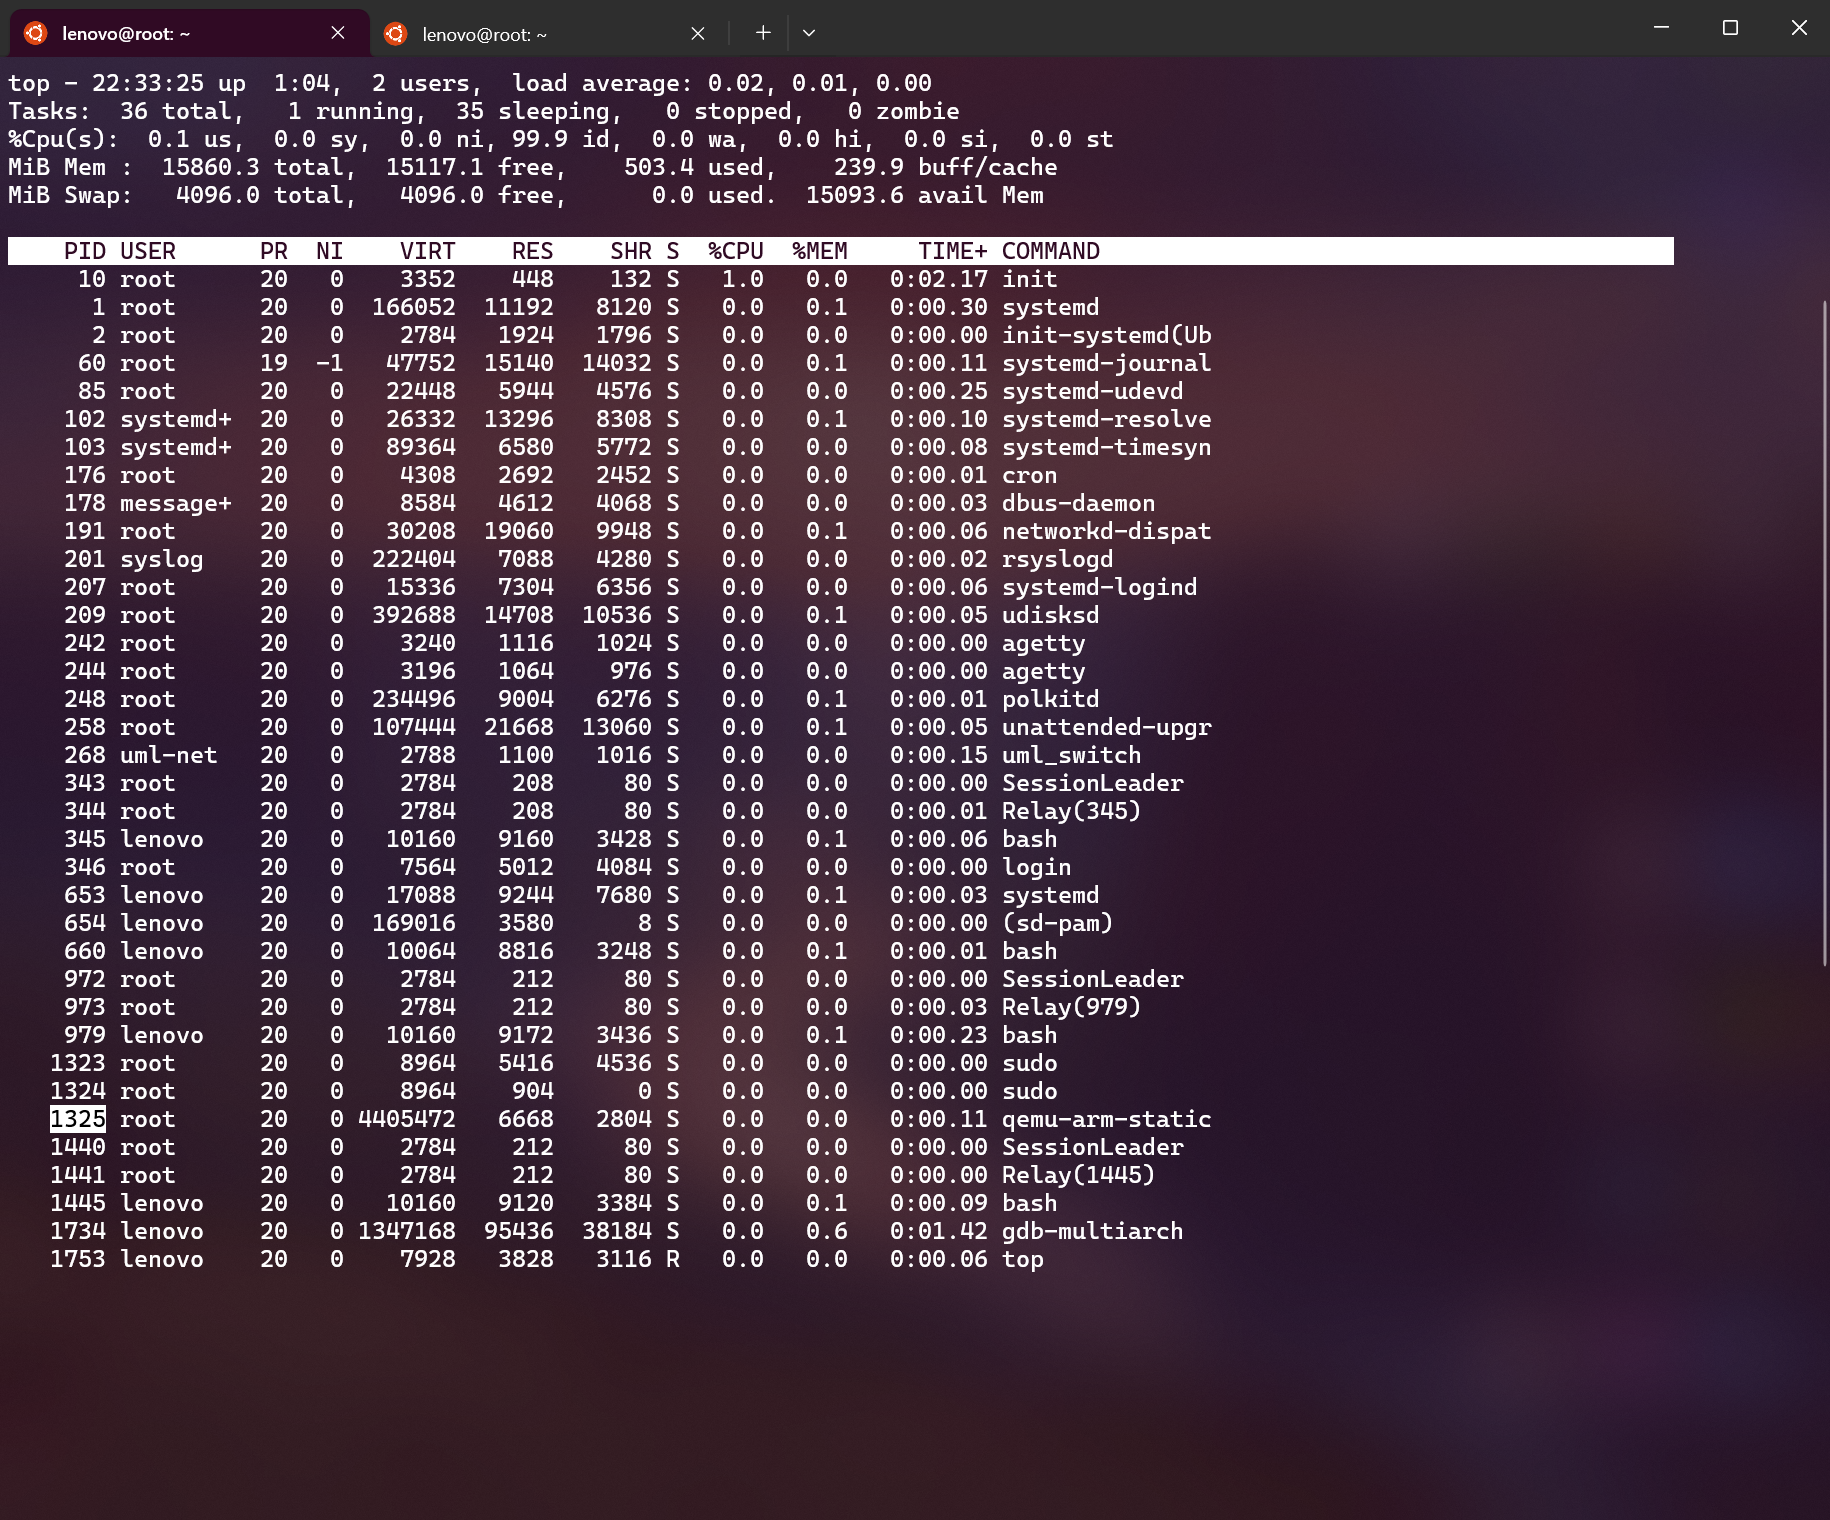 lenovo@root: ~
lenovo@root: ~
top - 22:33:25 up  1:04,  2 users,  load average: 0.02, 0.01, 0.00
Tasks:  36 total,   1 running,  35 sleeping,   0 stopped,   0 zombie
%Cpu(s):  0.1 us,  0.0 sy,  0.0 ni, 99.9 id,  0.0 wa,  0.0 hi,  0.0 si,  0.0 st
MiB Mem :  15860.3 total,  15117.1 free,    503.4 used,    239.9 buff/cache
MiB Swap:   4096.0 total,   4096.0 free,      0.0 used.  15093.6 avail Mem
PID USER      PR  NI    VIRT    RES    SHR S  %CPU  %MEM     TIME+ COMMAND
10 root      20   0    3352    448    132 S   1.0   0.0   0:02.17 init
1 root      20   0  166052  11192   8120 S   0.0   0.1   0:00.30 systemd
2 root      20   0    2784   1924   1796 S   0.0   0.0   0:00.00 init-systemd(Ub
60 root      19  -1   47752  15140  14032 S   0.0   0.1   0:00.11 systemd-journal
85 root      20   0   22448   5944   4576 S   0.0   0.0   0:00.25 systemd-udevd
102 systemd+  20   0   26332  13296   8308 S   0.0   0.1   0:00.10 systemd-resolve
103 systemd+  20   0   89364   6580   5772 S   0.0   0.0   0:00.08 systemd-timesyn
176 root      20   0    4308   2692   2452 S   0.0   0.0   0:00.01 cron
178 message+  20   0    8584   4612   4068 S   0.0   0.0   0:00.03 dbus-daemon
191 root      20   0   30208  19060   9948 S   0.0   0.1   0:00.06 networkd-dispat
201 syslog    20   0  222404   7088   4280 S   0.0   0.0   0:00.02 rsyslogd
207 root      20   0   15336   7304   6356 S   0.0   0.0   0:00.06 systemd-logind
209 root      20   0  392688  14708  10536 S   0.0   0.1   0:00.05 udisksd
242 root      20   0    3240   1116   1024 S   0.0   0.0   0:00.00 agetty
244 root      20   0    3196   1064    976 S   0.0   0.0   0:00.00 agetty
248 root      20   0  234496   9004   6276 S   0.0   0.1   0:00.01 polkitd
258 root      20   0  107444  21668  13060 S   0.0   0.1   0:00.05 unattended-upgr
268 uml-net   20   0    2788   1100   1016 S   0.0   0.0   0:00.15 uml_switch
343 root      20   0    2784    208     80 S   0.0   0.0   0:00.00 SessionLeader
344 root      20   0    2784    208     80 S   0.0   0.0   0:00.01 Relay(345)
345 lenovo    20   0   10160   9160   3428 S   0.0   0.1   0:00.06 bash
346 root      20   0    7564   5012   4084 S   0.0   0.0   0:00.00 login
653 lenovo    20   0   17088   9244   7680 S   0.0   0.1   0:00.03 systemd
654 lenovo    20   0  169016   3580      8 S   0.0   0.0   0:00.00 (sd-pam)
660 lenovo    20   0   10064   8816   3248 S   0.0   0.1   0:00.01 bash
972 root      20   0    2784    212     80 S   0.0   0.0   0:00.00 SessionLeader
973 root      20   0    2784    212     80 S   0.0   0.0   0:00.03 Relay(979)
979 lenovo    20   0   10160   9172   3436 S   0.0   0.1   0:00.23 bash
1323 root      20   0    8964   5416   4536 S   0.0   0.0   0:00.00 sudo
1324 root      20   0    8964    904      0 S   0.0   0.0   0:00.00 sudo
1325 root      20   0 4405472   6668   2804 S   0.0   0.0   0:00.11 qemu-arm-static
1440 root      20   0    2784    212     80 S   0.0   0.0   0:00.00 SessionLeader
1441 root      20   0    2784    212     80 S   0.0   0.0   0:00.00 Relay(1445)
1445 lenovo    20   0   10160   9120   3384 S   0.0   0.1   0:00.09 bash
1734 lenovo    20   0 1347168  95436  38184 S   0.0   0.6   0:01.42 gdb-multiarch
1753 lenovo    20   0    7928   3828   3116 R   0.0   0.0   0:00.06 top